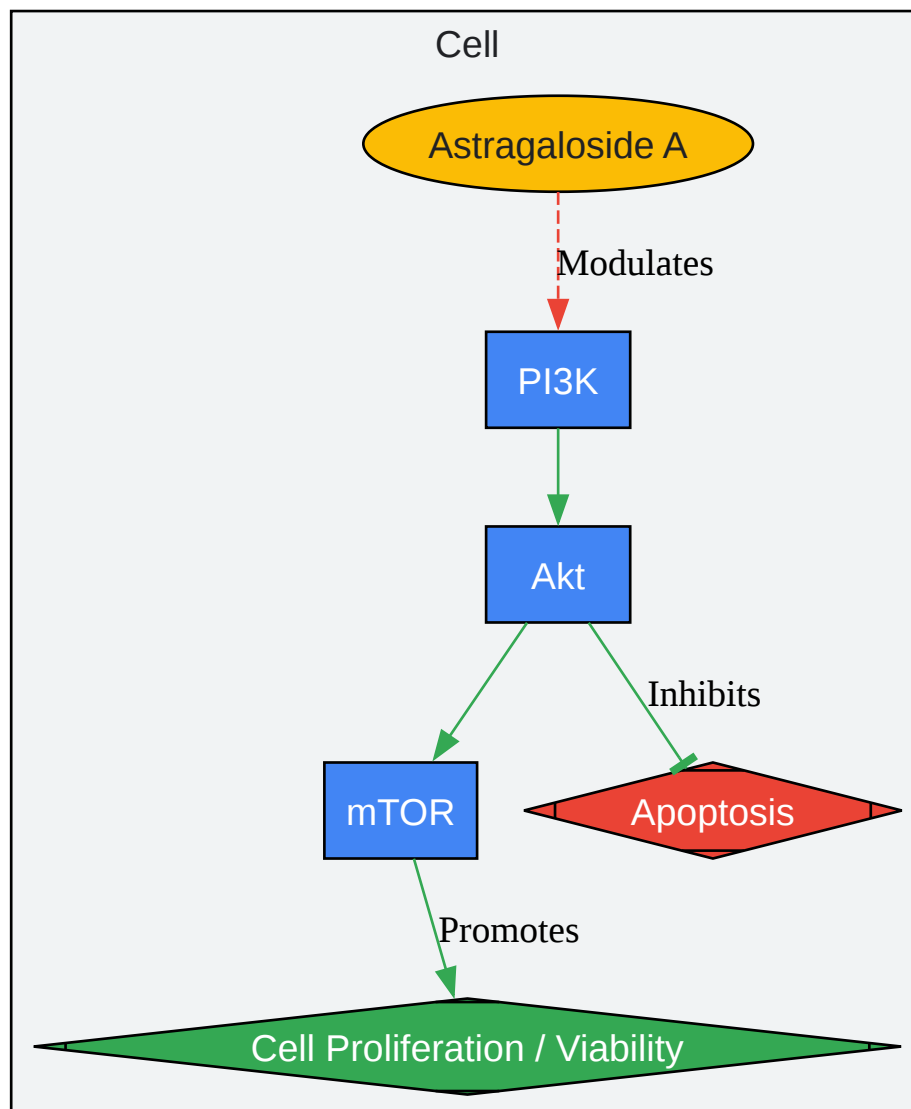 Cell
Astragaloside A
Modulates
PI3K
Akt
Inhibits
mTOR
Apoptosis
Promotes
Cell Proliferation / Viability